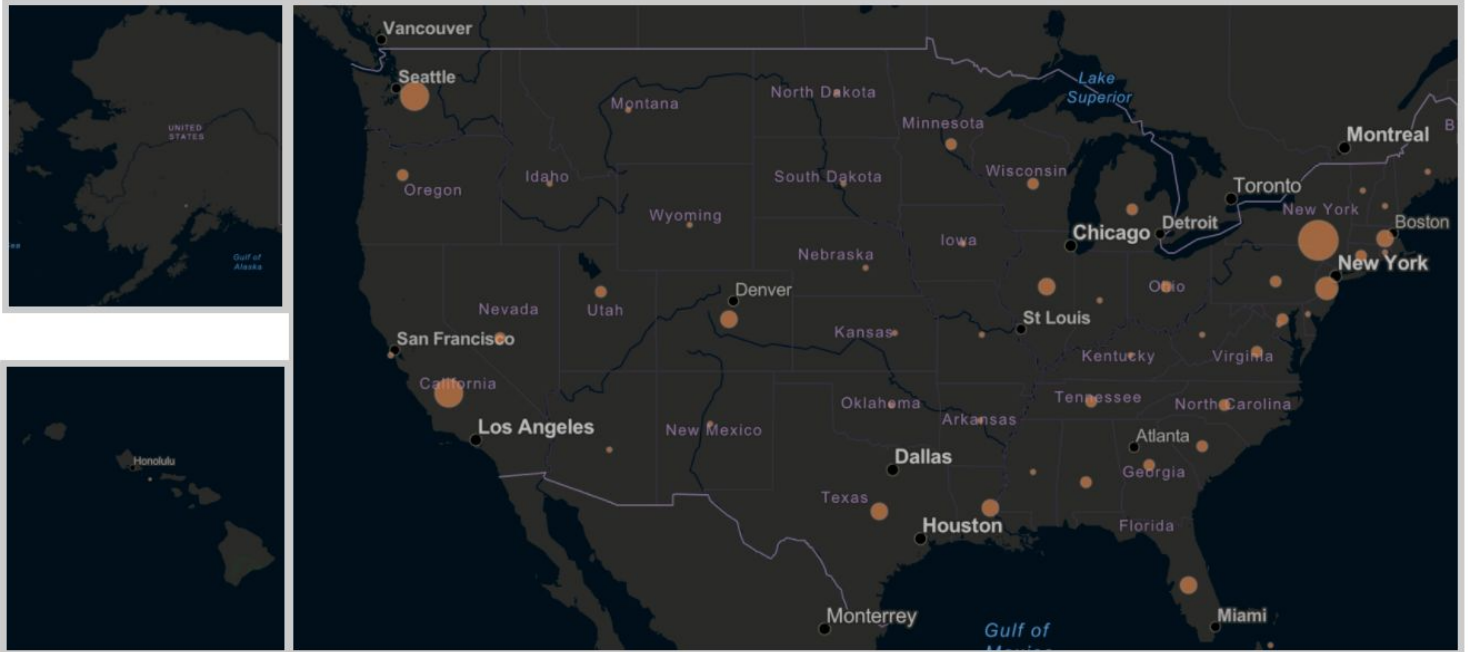 UNITED
STATES
Gulf of
Alaska
Honolulu
Vancouver
Seattle
Montana
North Dakota
Lake
Superior
Minnesota
Montreal
Oregon
Idaho
South Dakota
Wisconsin
Toronto
Wyoming
New York
Chicago
Detroit
Boston
Iowa
Nebraska
New York
Denver
Ohio
Nevada
Utah
St Louis
San Francisco
Kansas
Kentucky
Virginia
California
Oklahoma
Arkansas
Tennessee
North Carolina
Los Angeles
New Mexico
Atlanta
Dallas
Georgia
Texas
Houston
Florida
Monterrey
Miami
Gulf of